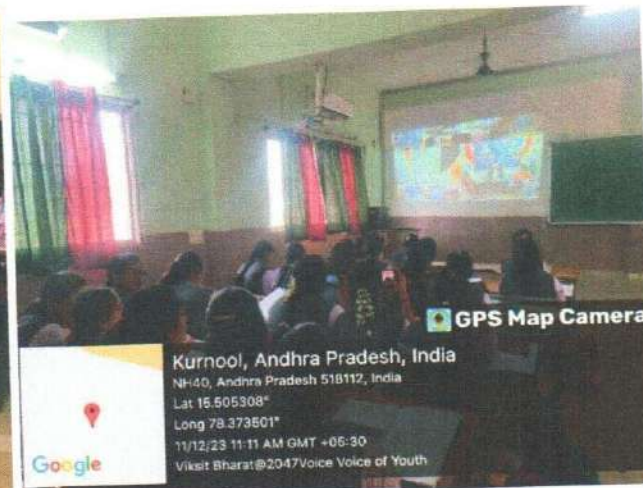 GPS Map Camera
Kurnool, Andhra Pradesh, India
NH40, Andhra Pradesh 518112, India
Lat 15.505308°
Long 78.373501°
11/12/23 11:11 AM GMT +05:30
Viksit Bharat@2047Voice Voice of Youth
Google